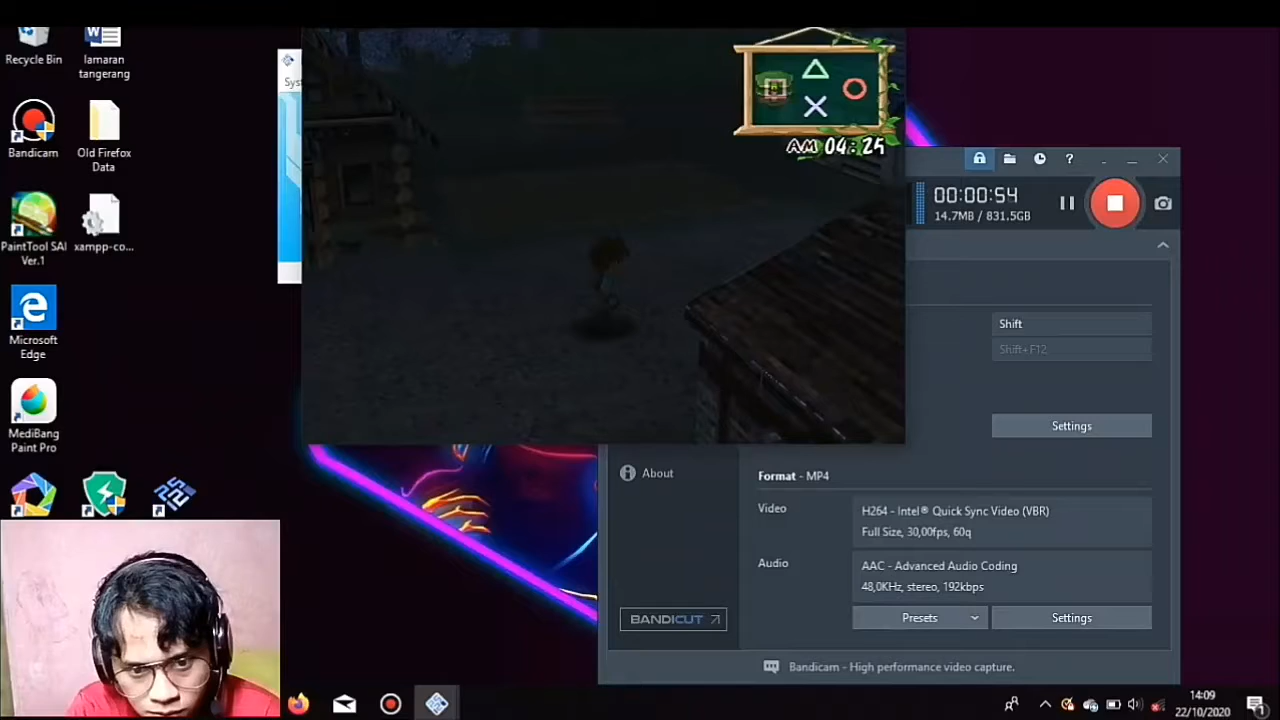 Recycle Bin
lamaran
tangerang
Bandicam
Old Firefox
Data
PaintTool SAI
Ver.1
xampp-co...
Microsoft
Edge
MediBang
Paint Pro
Sys
AM 04:25
?
00:00:54
14.7MB / 831.5GB
Shift
Shift+F12
Settings
About
Format - MP4
Video
H264 - Intel® Quick Sync Video (VBR)
Full Size, 30,00fps, 60q
Audio
AAC - Advanced Audio Coding
48,0KHz, stereo, 192kbps
BANDICUT
Presets
Settings
Bandicam - High performance video capture.
14:09
22/10/2020
1